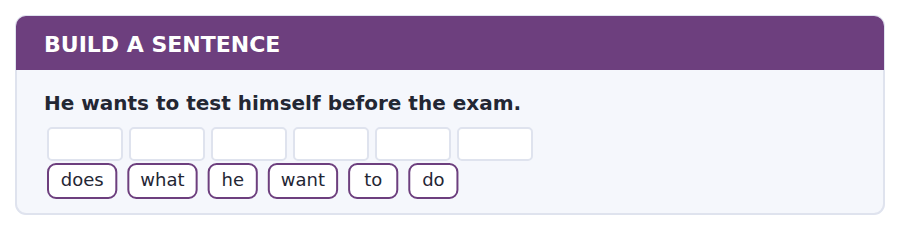 BUILD A SENTENCE
He wants to test himself before the exam.
does what he want to do